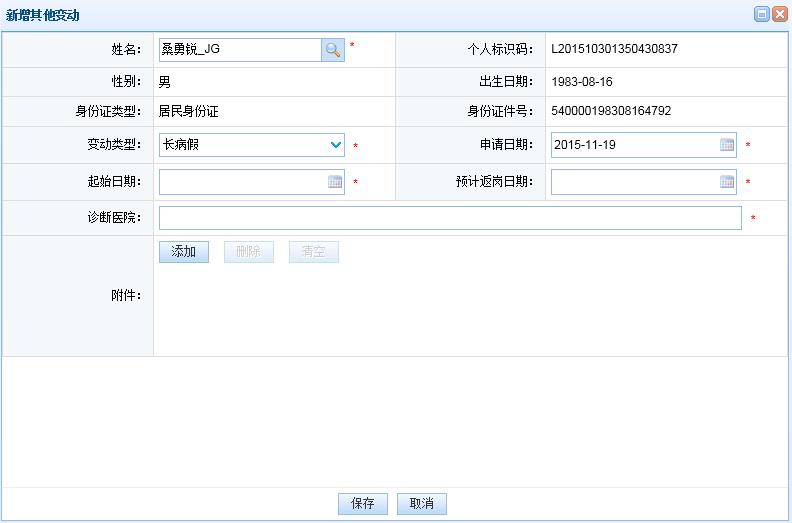 新增其他变动
姓名： 桑勇锐_JG * 个人标识码： L201510301350430837
性别： 男 出生日期： 1983-08-16
身份证类型： 居民身份证 身份证件号： 540000198308164792
变动类型： 长病假 * 申请日期： 2015-11-19 *
起始日期： * 预计返岗日期： *
诊断医院： *
添加 删除 清空
附件：
保存 取消